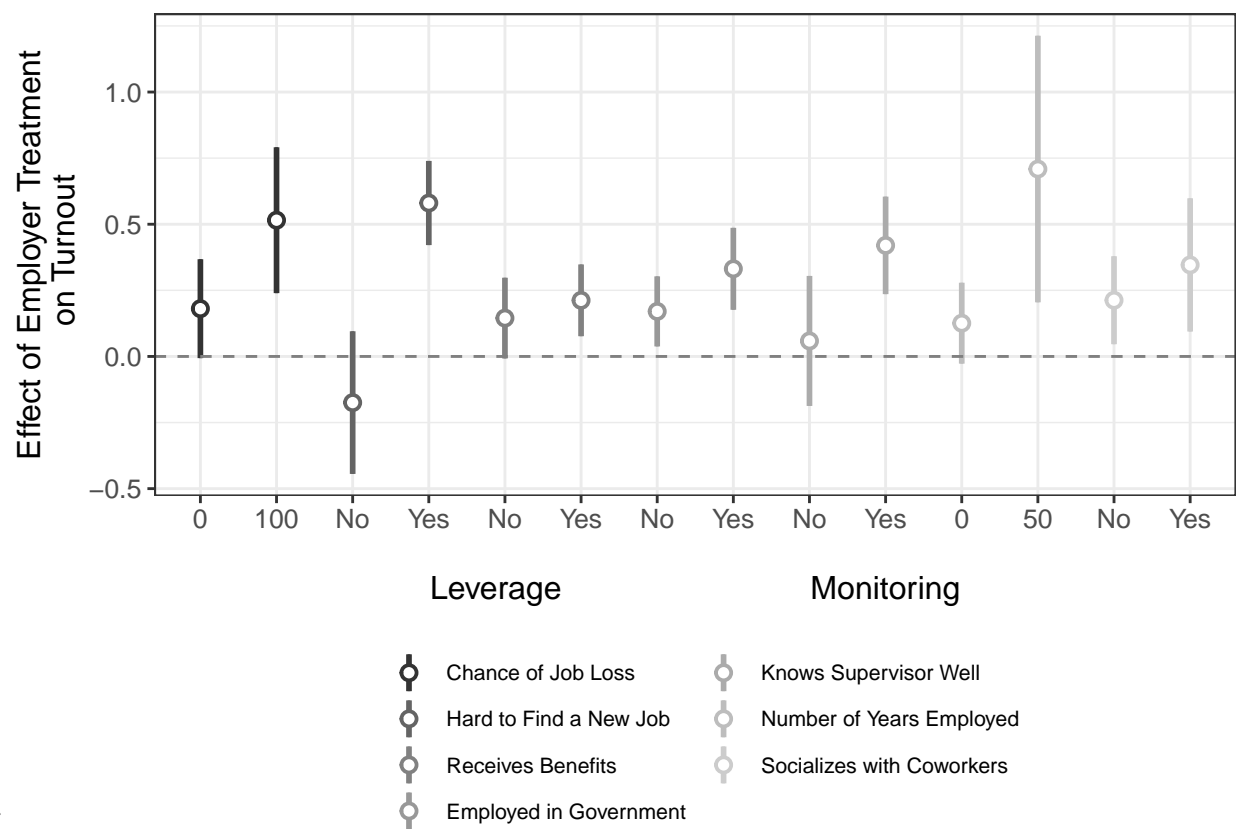 Effect of Employer Treatment
on Turnout
1.0
0.5
0.0
−0.5
0 100 No Yes No Yes No Yes No Yes 0 50 No Yes
Leverage Monitoring
Chance of Job Loss
Hard to Find a New Job
Receives Benefits
Employed in Government
Knows Supervisor Well
Number of Years Employed
Socializes with Coworkers